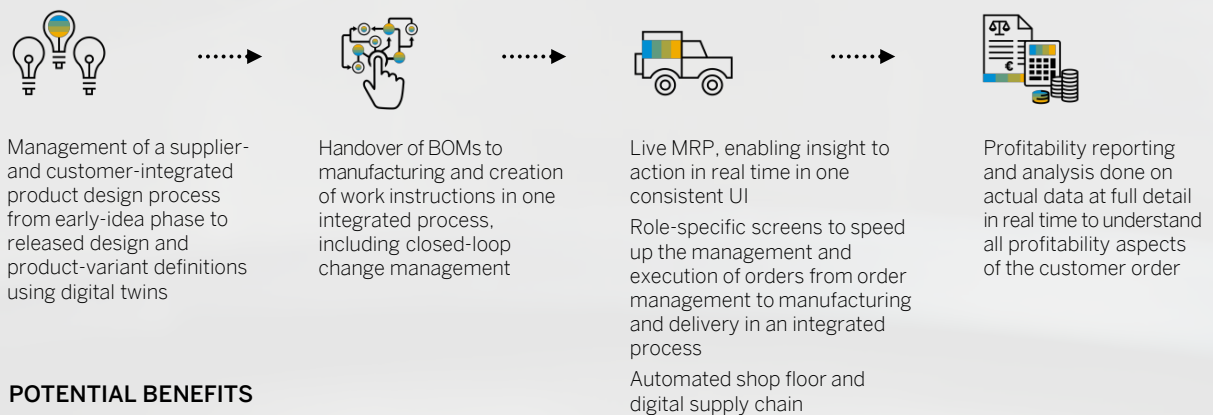 Management of a supplier-
and customer-integrated
product design process
from early-idea phase to
released design and
product-variant definitions
using digital twins
Handover of BOMs to
manufacturing and creation
of work instructions in one
integrated process,
including closed-loop
change management
Live MRP, enabling insight to
action in real time in one
consistent UI
Role-specific screens to speed
up the management and
execution of orders from order
management to manufacturing
and delivery in an integrated
process
Automated shop floor and
digital supply chain
Profitability reporting
and analysis done on
actual data at full detail
in real time to understand
all profitability aspects
of the customer order
POTENTIAL BENEFITS